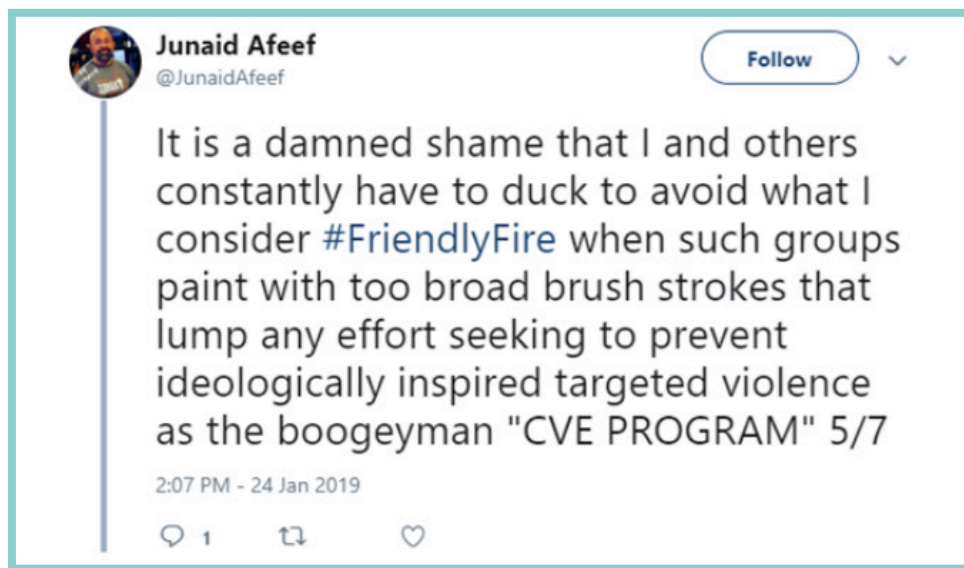 Junaid Afeef
@JunaidAfeef
Follow
It is a damned shame that I and others
constantly have to duck to avoid what I
consider #FriendlyFire when such groups
paint with too broad brush strokes that
lump any effort seeking to prevent
ideologically inspired targeted violence
as the boogeyman "CVE PROGRAM" 5/7
2:07 PM - 24 Jan 2019
1